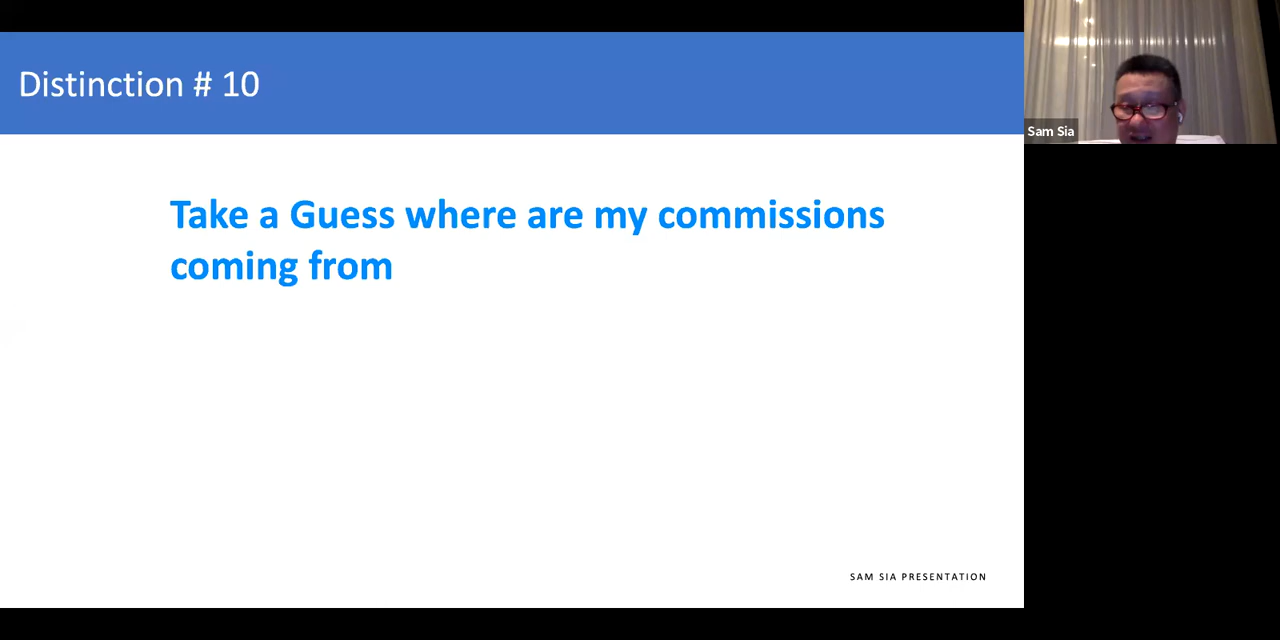 Distinction # 10
Take a Guess where are my commissions
coming from
Sam Sia
SAM SIA PRESENTATION